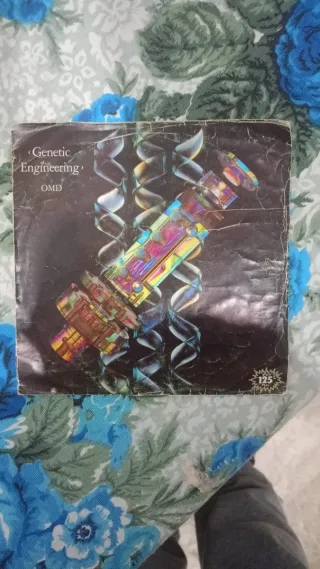 ‹ Genetic
Engineering ›
OMD
125